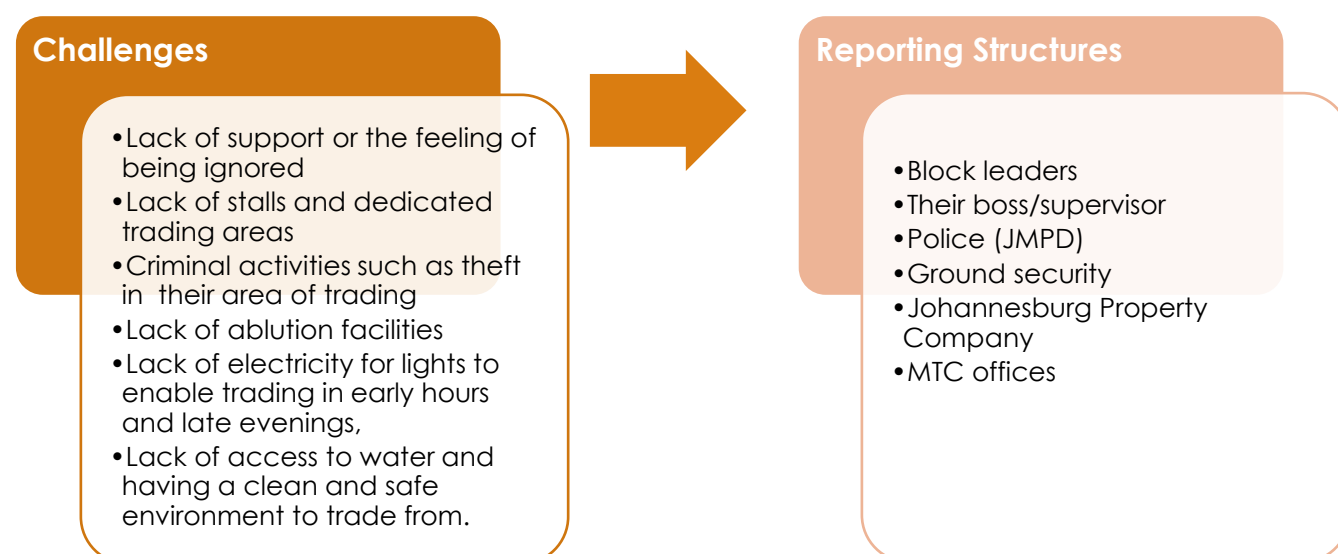 Challenges
•Lack of support or the feeling of
being ignored
•Lack of stalls and dedicated
trading areas
•Criminal activities such as theft
in their area of trading
•Lack of ablution facilities
•Lack of electricity for lights to
enable trading in early hours
and late evenings,
•Lack of access to water and
having a clean and safe
environment to trade from.
Reporting Structures
•Block leaders
•Their boss/supervisor
•Police (JMPD)
•Ground security
•Johannesburg Property
Company
•MTC offices